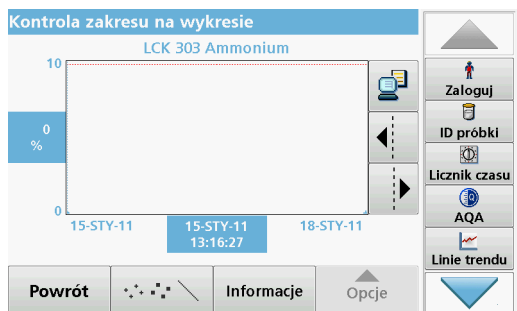 Kontrola zakresu na wykresie
LCK 303 Ammonium
10
0
%
0
15-STY-11
15-STY-11
13:16:27
18-STY-11
Powrót
Informacje
Opcje
Zaloguj
ID próbki
Licznik czasu
AQA
Linie trendu